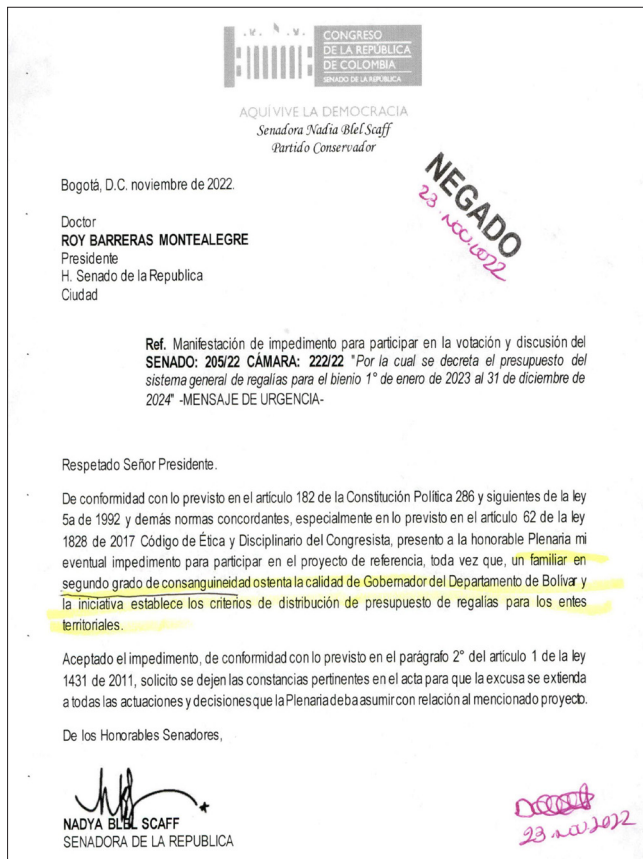 CONGRESO
DE LA REPÚBLICA
DE COLOMBIA
SENADO DE LA REPÚBLICA
AQUÍ VIVE LA DEMOCRACIA
Senadora Nadia Blel Scaff
Partido Conservador
NEGADO
23. NOV. 2022
Bogotá, D.C. noviembre de 2022.
Doctor
ROY BARRERAS MONTEALEGRE
Presidente
H. Senado de la Republica
Ciudad
Ref. Manifestación de impedimento para participar en la votación y discusión del
SENADO: 205/22 CÁMARA: 222/22 "Por la cual se decreta el presupuesto del
sistema general de regalías para el bienio 1° de enero de 2023 al 31 de diciembre de
2024" -MENSAJE DE URGENCIA-
Respetado Señor Presidente.
De conformidad con lo previsto en el artículo 182 de la Constitución Política 286 y siguientes de la ley
5a de 1992 y demás normas concordantes, especialmente en lo previsto en el artículo 62 de la ley
1828 de 2017 Código de Ética y Disciplinario del Congresista, presento a la honorable Plenaria mi
eventual impedimento para participar en el proyecto de referencia, toda vez que, un familiar en
segundo grado de consanguineidad ostenta la calidad de Gobernador del Departamento de Bolívar y
la iniciativa establece los criterios de distribución de presupuesto de regalías para los entes
territoriales.
Aceptado el impedimento, de conformidad con lo previsto en el parágrafo 2° del artículo 1 de la ley
1431 de 2011, solicito se dejen las constancias pertinentes en el acta para que la excusa se extienda
a todas las actuaciones y decisiones que la Plenaria deba asumir con relación al mencionado proyecto.
De los Honorables Senadores,
NADYA BLEL SCAFF
SENADORA DE LA REPUBLICA
23 nov 2022